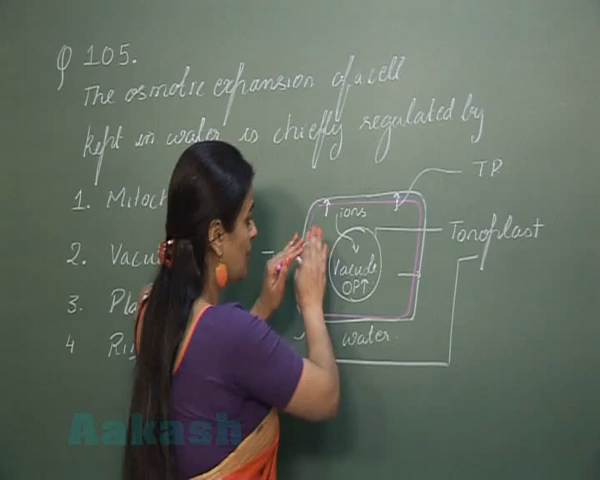 Q 105.
The osmotic expansion of a cell
kept in water is chiefly regulated by
1. Mitoch
2. Vacu
3. Pla
4 Ri
TP
ions
Tonoplast
Vacuole
OP↑
water.
Aakash